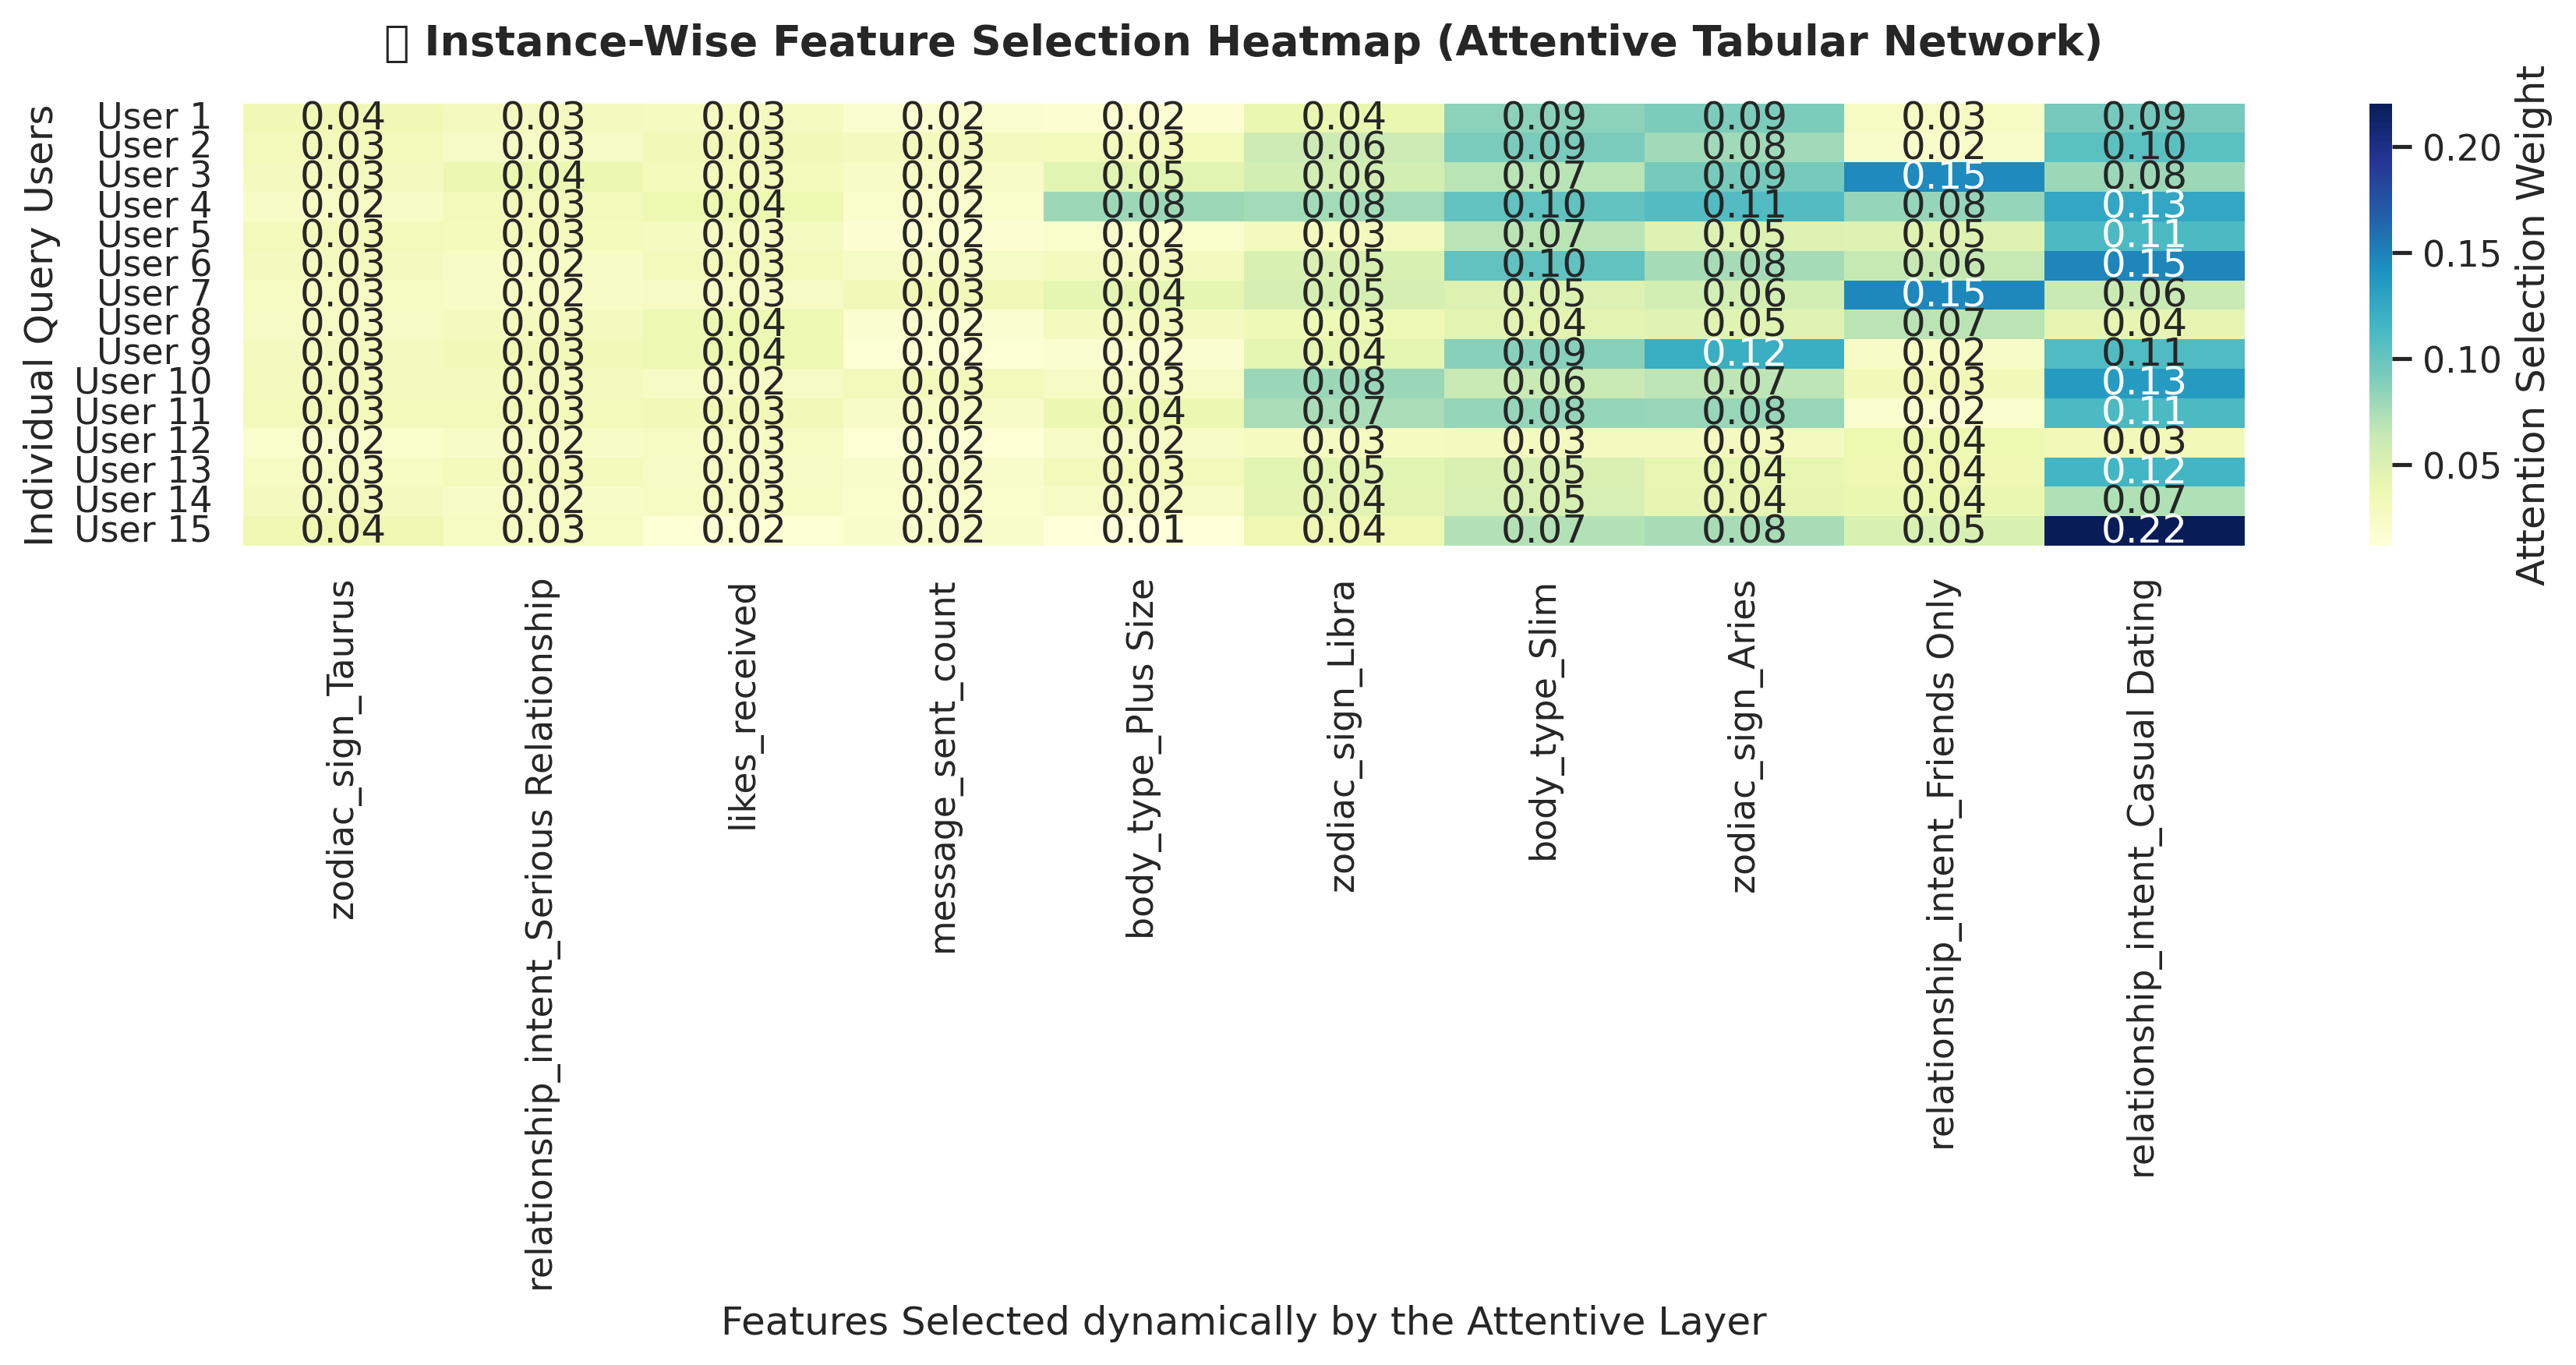 ▯ Instance-Wise Feature Selection Heatmap (Attentive Tabular Network)
Individual Query Users
User 1 0.04 0.03 0.03 0.02 0.02 0.04 0.09 0.09 0.03 0.09
User 2 0.03 0.03 0.03 0.03 0.03 0.06 0.09 0.08 0.02 0.10
User 3 0.03 0.04 0.03 0.02 0.05 0.06 0.07 0.09 0.15 0.08
User 4 0.02 0.03 0.04 0.02 0.08 0.08 0.10 0.11 0.08 0.13
User 5 0.03 0.03 0.03 0.02 0.02 0.03 0.07 0.05 0.05 0.11
User 6 0.03 0.02 0.03 0.03 0.03 0.05 0.10 0.08 0.06 0.15
User 7 0.03 0.02 0.03 0.03 0.04 0.05 0.05 0.06 0.15 0.06
User 8 0.03 0.03 0.04 0.02 0.03 0.03 0.04 0.05 0.07 0.04
User 9 0.03 0.03 0.04 0.02 0.02 0.04 0.09 0.12 0.02 0.11
User 10 0.03 0.03 0.02 0.03 0.03 0.08 0.06 0.07 0.03 0.13
User 11 0.03 0.03 0.03 0.02 0.04 0.07 0.08 0.08 0.02 0.11
User 12 0.02 0.02 0.03 0.02 0.02 0.03 0.03 0.03 0.04 0.03
User 13 0.03 0.03 0.03 0.02 0.03 0.05 0.05 0.04 0.04 0.12
User 14 0.03 0.02 0.03 0.02 0.02 0.04 0.05 0.04 0.04 0.07
User 15 0.04 0.03 0.02 0.02 0.01 0.04 0.07 0.08 0.05 0.22
0.20
0.15
0.10
0.05
Attention Selection Weight
zodiac_sign_Taurus
relationship_intent_Serious Relationship
likes_received
message_sent_count
body_type_Plus Size
zodiac_sign_Libra
body_type_Slim
zodiac_sign_Aries
relationship_intent_Friends Only
relationship_intent_Casual Dating
Features Selected dynamically by the Attentive Layer